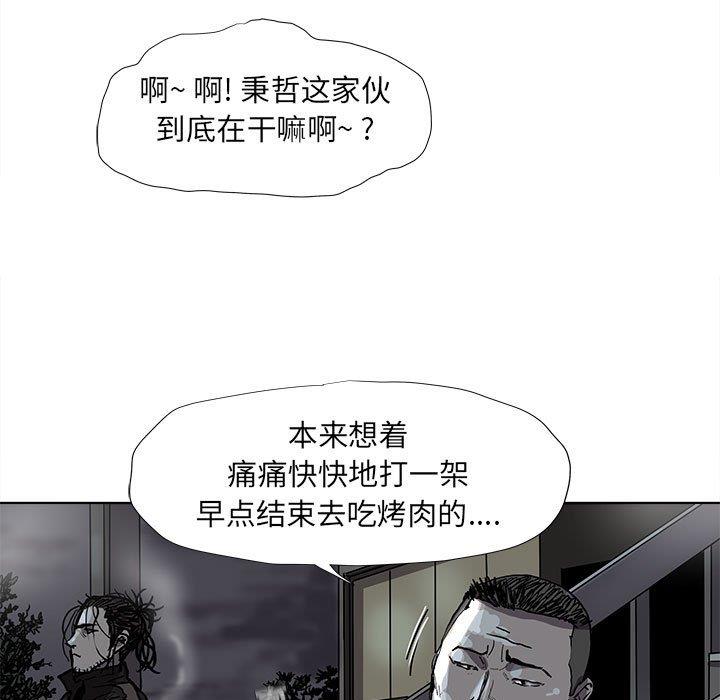 啊~ 啊! 秉哲这家伙
到底在干嘛啊~ ?
本来想着
痛痛快快地打一架
早点结束去吃烤肉的....